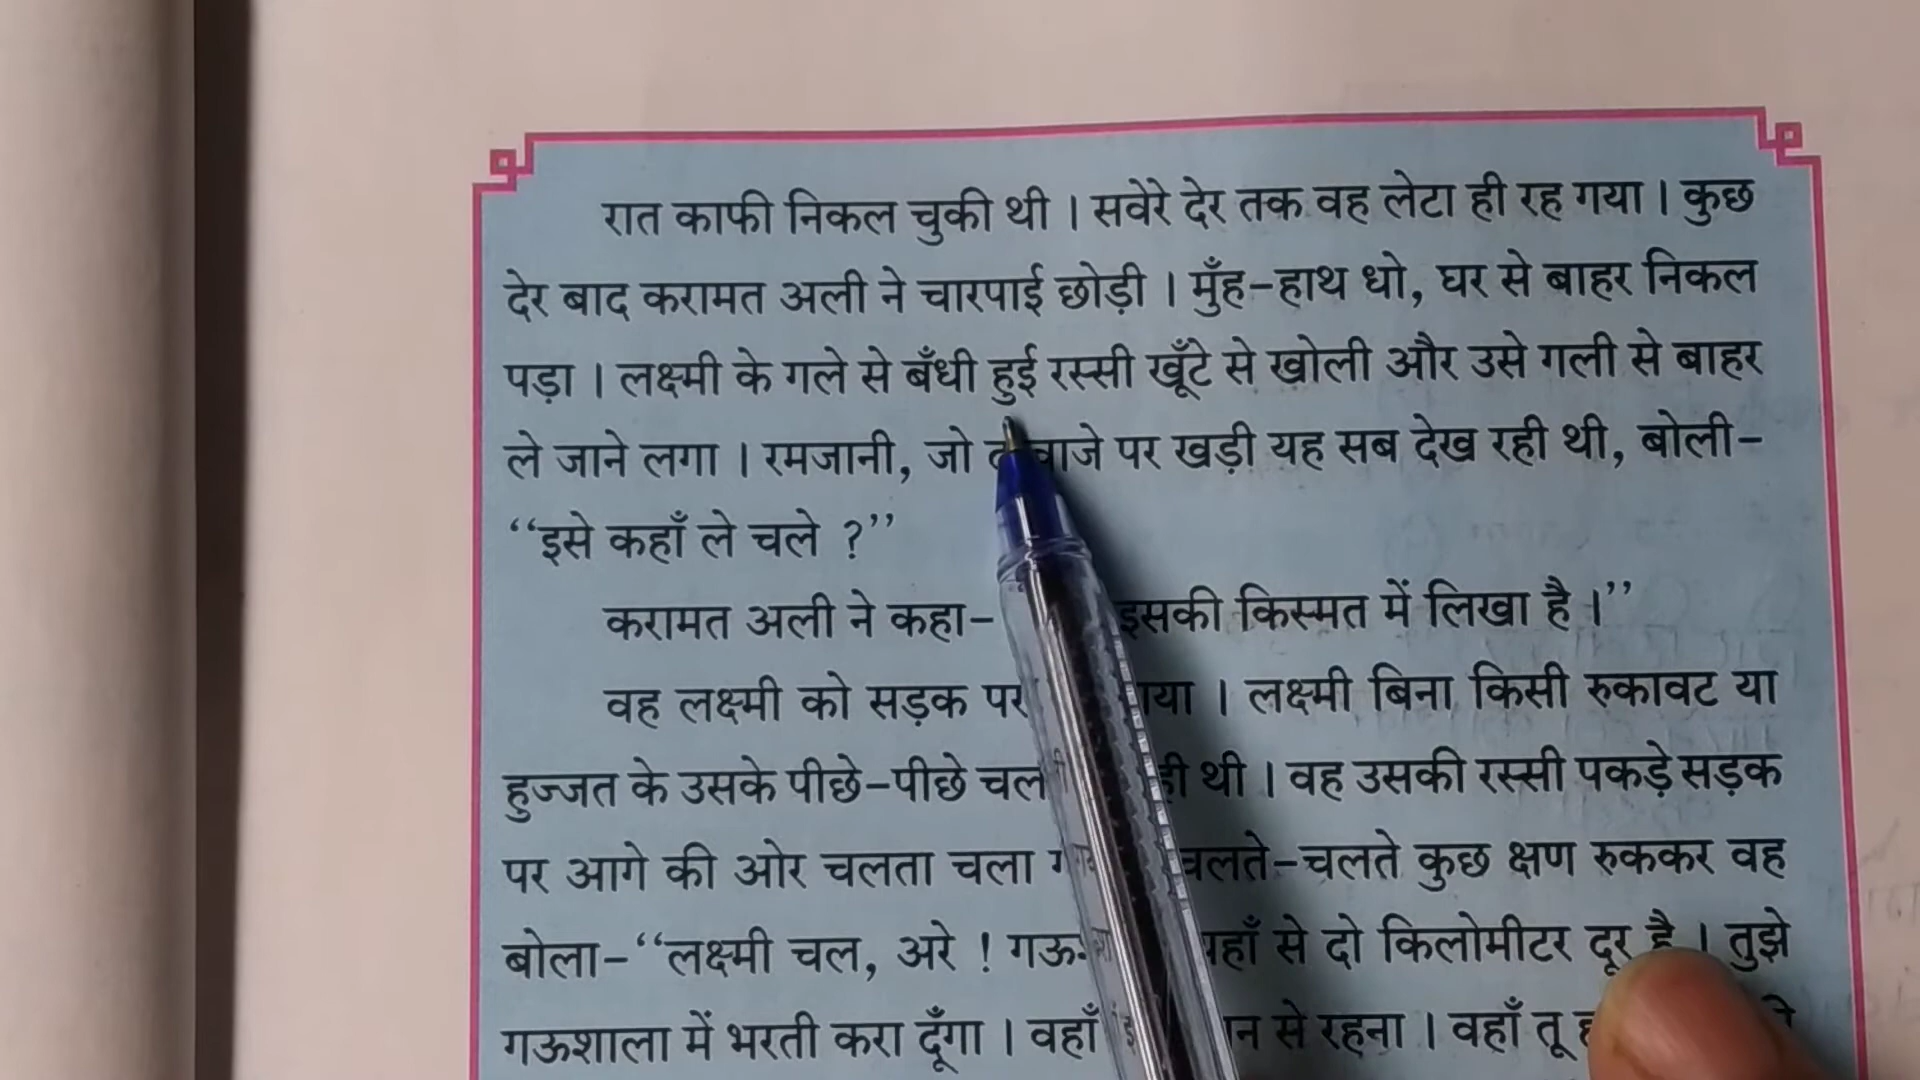 रात काफी निकल चुकी थी । सवेरे देर तक वह लेटा ही रह गया । कुछ
देर बाद करामत अली ने चारपाई छोड़ी । मुँह-हाथ धो, घर से बाहर निकल
पड़ा । लक्ष्मी के गले से बँधी हुई रस्सी खूँटे से खोली और उसे गली से बाहर
ले जाने लगा । रमजानी, जो पर खड़ी यह सब देख रही थी, बोली-
“इसे कहाँ ले चले ?”
करामत अली ने कहा- इसकी किस्मत में लिखा है ।”
वह लक्ष्मी को सड़क पर । लक्ष्मी बिना किसी रुकावट या
हुज्जत के उसके पीछे-पीछे थी । वह उसकी रस्सी पकड़े सड़क
पर आगे की ओर चलता चला चलते-चलते कुछ क्षण रुककर वह
बोला-“लक्ष्मी चल, अरे ! से दो किलोमीटर दूर है । तुझे
गऊशाला में भरती करा दूँगा । वहाँ से रहना । वहाँ तू